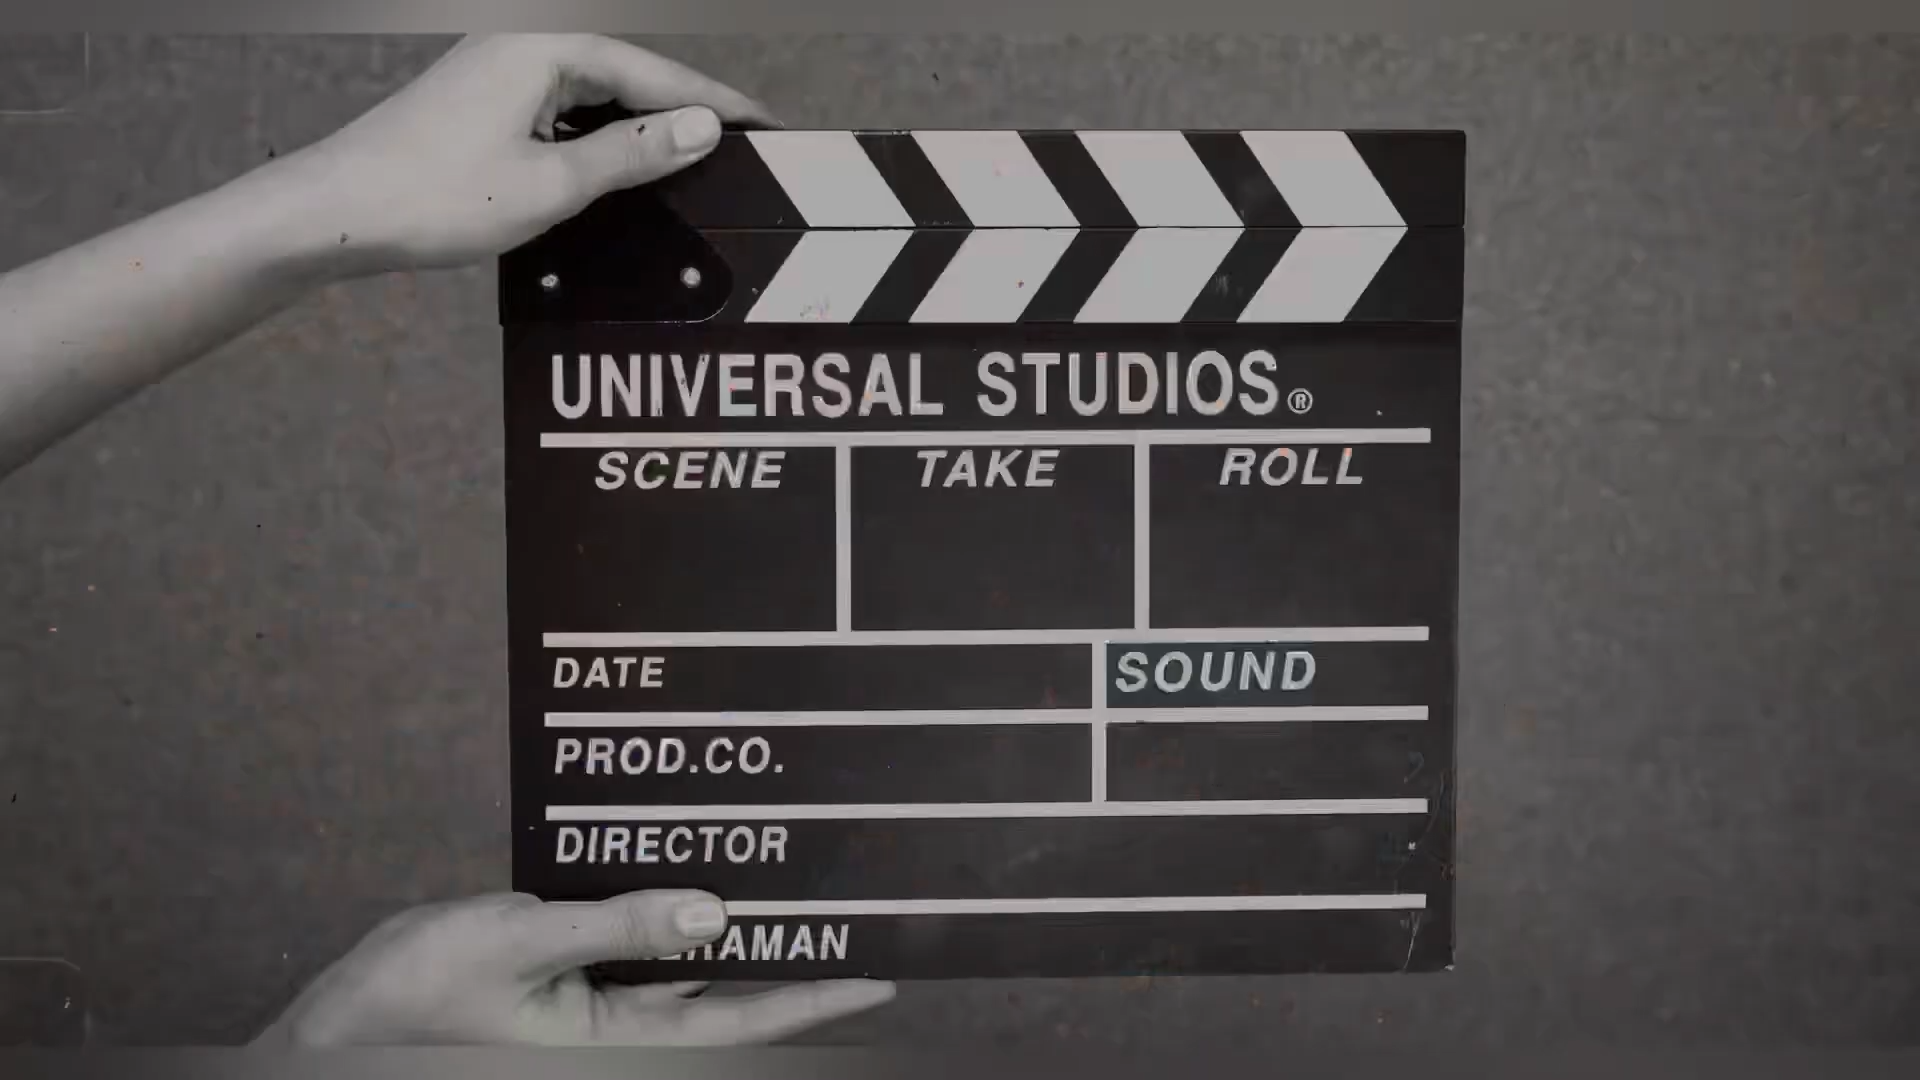 UNIVERSAL STUDIOS®
SCENE TAKE ROLL
DATE SOUND
PROD.CO.
DIRECTOR